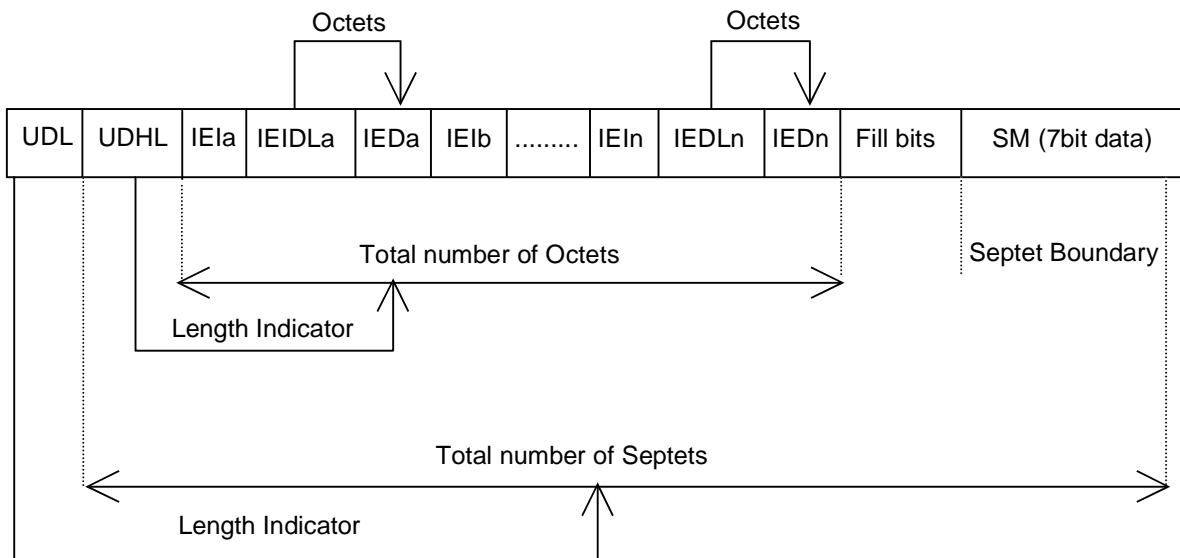 Octets Octets
UDL UDHL IEIa IEIDLa IEDa IEIb ......... IEIn IEDLn IEDn Fill bits SM (7bit data)
Total number of Octets Septet Boundary
Length Indicator
Total number of Septets
Length Indicator